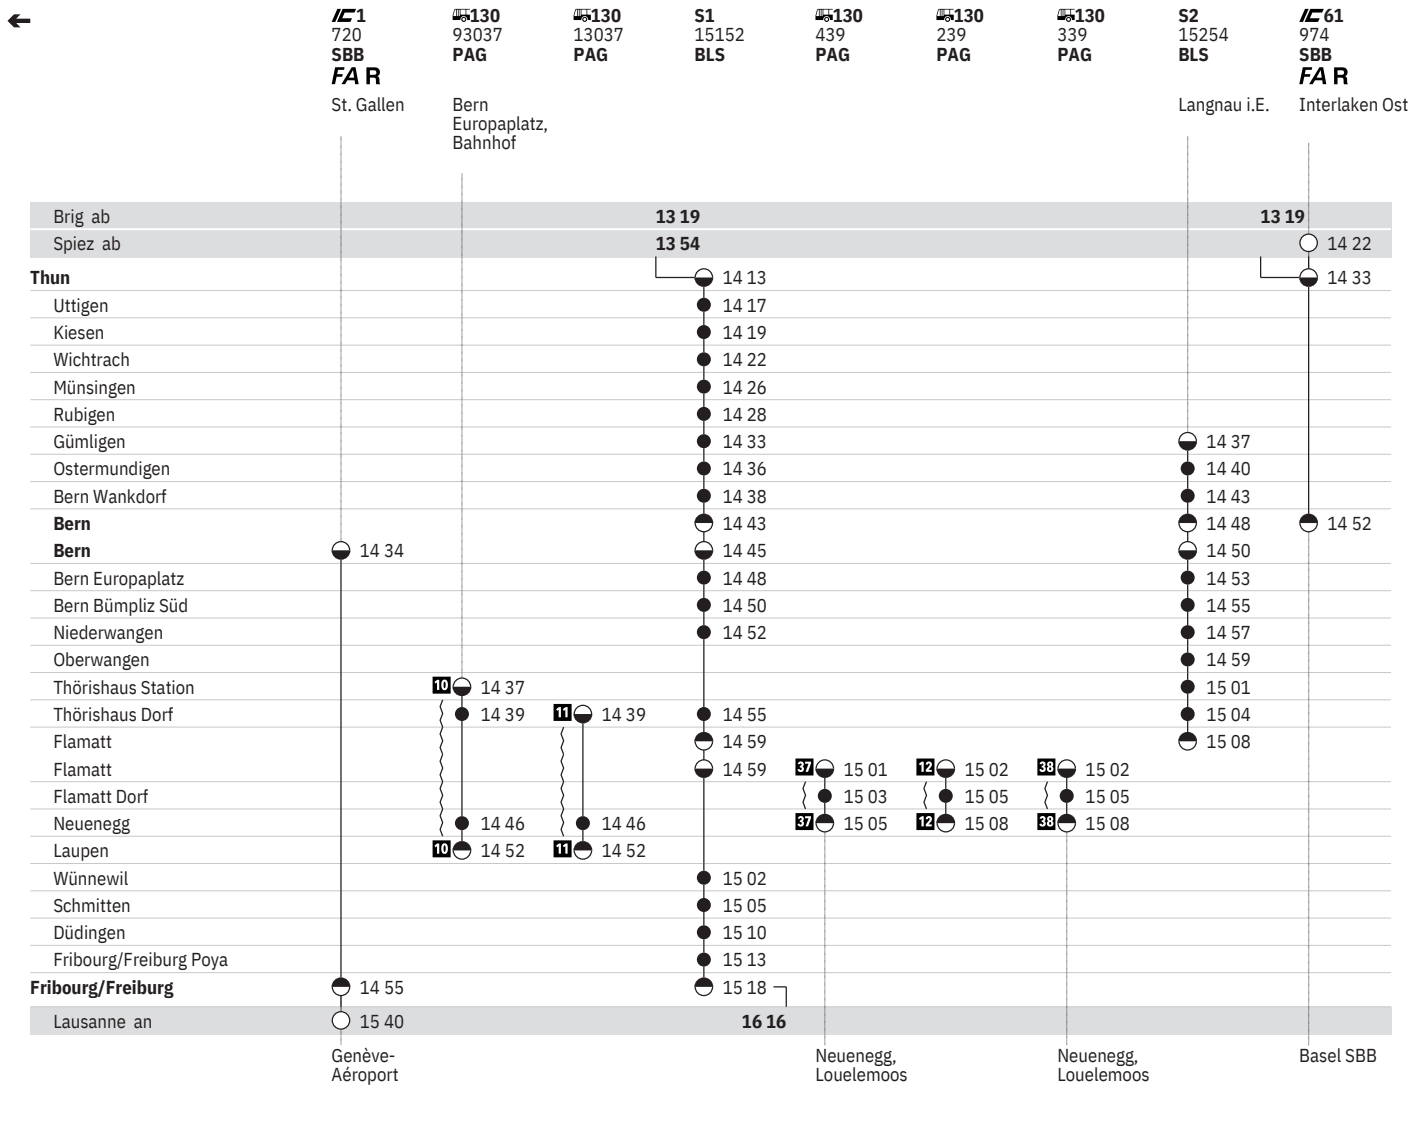 IC 1 130 130 S1 130 130 130 S2 IC 61
720 93037 13037 15152 439 239 339 15254 974
SBB PAG PAG BLS PAG PAG PAG BLS SBB
FA R FA R
St. Gallen Bern Langnau i.E. Interlaken Ost
Europaplatz,
Bahnhof
Brig ab 13 19 13 19
Spiez ab 13 54 14 22
Thun 14 13 14 33
Uttigen 14 17
Kiesen 14 19
Wichtrach 14 22
Münsingen 14 26
Rubigen 14 28
Gümligen 14 33 14 37
Ostermundigen 14 36 14 40
Bern Wankdorf 14 38 14 43
Bern 14 43 14 48 14 52
Bern 14 34 14 45 14 50
Bern Europaplatz 14 48 14 53
Bern Bümpliz Süd 14 50 14 55
Niederwangen 14 52 14 57
Oberwangen 14 59
Thörishaus Station 10 14 37 15 01
Thörishaus Dorf 14 39 11 14 39 14 55 15 04
Flamatt 14 59 15 08
Flamatt 14 59 37 15 01 12 15 02 38 15 02
Flamatt Dorf 15 03 15 05 15 05
Neuenegg 14 46 14 46 37 15 05 12 15 08 38 15 08
Laupen 10 14 52 11 14 52
Wünnewil 15 02
Schmitten 15 05
Düdingen 15 10
Fribourg/Freiburg Poya 15 13
Fribourg/Freiburg 14 55 15 18
Lausanne an 15 40 16 16
Genève- Neuenegg, Neuenegg, Basel SBB
Aéroport Louelemoos Louelemoos